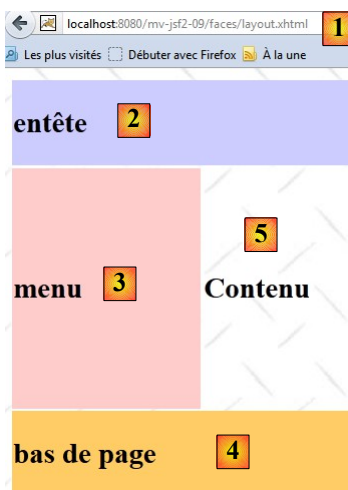 localhost:8080/mv-jsf2-09/faces/layout.xhtml 1
Les plus visités Débuter avec Firefox À la une
entête 2
5
menu 3 Contenu
bas de page 4